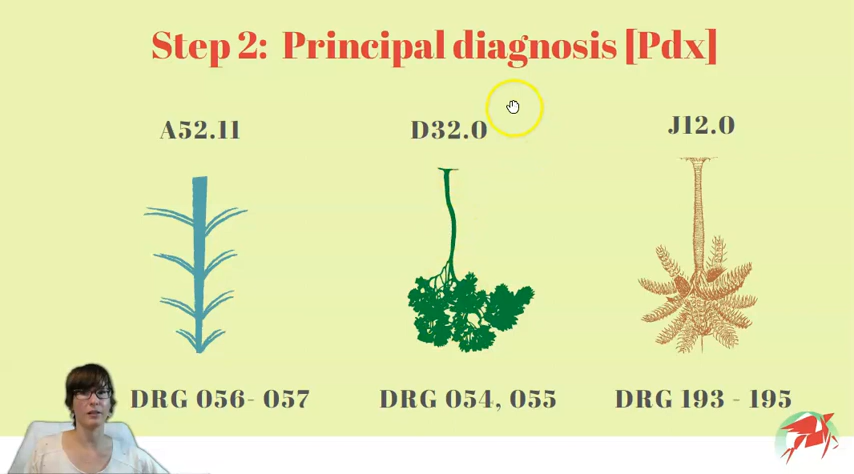 Step 2: Principal diagnosis [Pdx]
A52.11
D32.0
J12.0
DRG 056- 057
DRG 054, 055
DRG 193 - 195